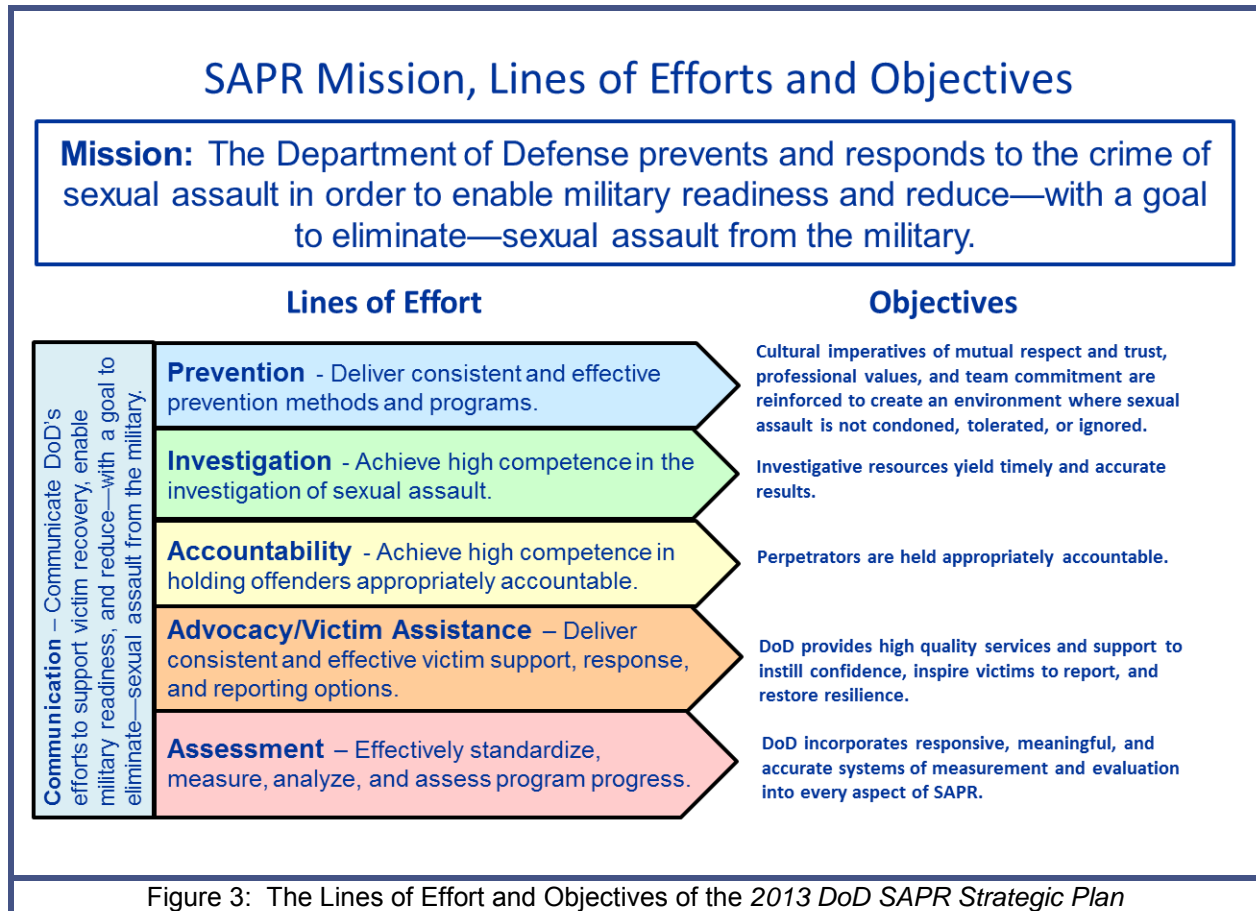 SAPR Mission, Lines of Efforts and Objectives
Mission: The Department of Defense prevents and responds to the crime of
sexual assault in order to enable military readiness and reduce—with a goal
to eliminate—sexual assault from the military.
Lines of Effort
Objectives
Communication – Communicate DoD's
efforts to support victim recovery, enable
military readiness, and reduce—with a goal to
eliminate—sexual assault from the military.
Prevention - Deliver consistent and effective
prevention methods and programs.
Cultural imperatives of mutual respect and trust,
professional values, and team commitment are
reinforced to create an environment where sexual
assault is not condoned, tolerated, or ignored.
Investigation - Achieve high competence in the
investigation of sexual assault.
Investigative resources yield timely and accurate
results.
Accountability - Achieve high competence in
holding offenders appropriately accountable.
Perpetrators are held appropriately accountable.
Advocacy/Victim Assistance – Deliver
consistent and effective victim support, response,
and reporting options.
DoD provides high quality services and support to
instill confidence, inspire victims to report, and
restore resilience.
Assessment – Effectively standardize,
measure, analyze, and assess program progress.
DoD incorporates responsive, meaningful, and
accurate systems of measurement and evaluation
into every aspect of SAPR.
Figure 3: The Lines of Effort and Objectives of the 2013 DoD SAPR Strategic Plan